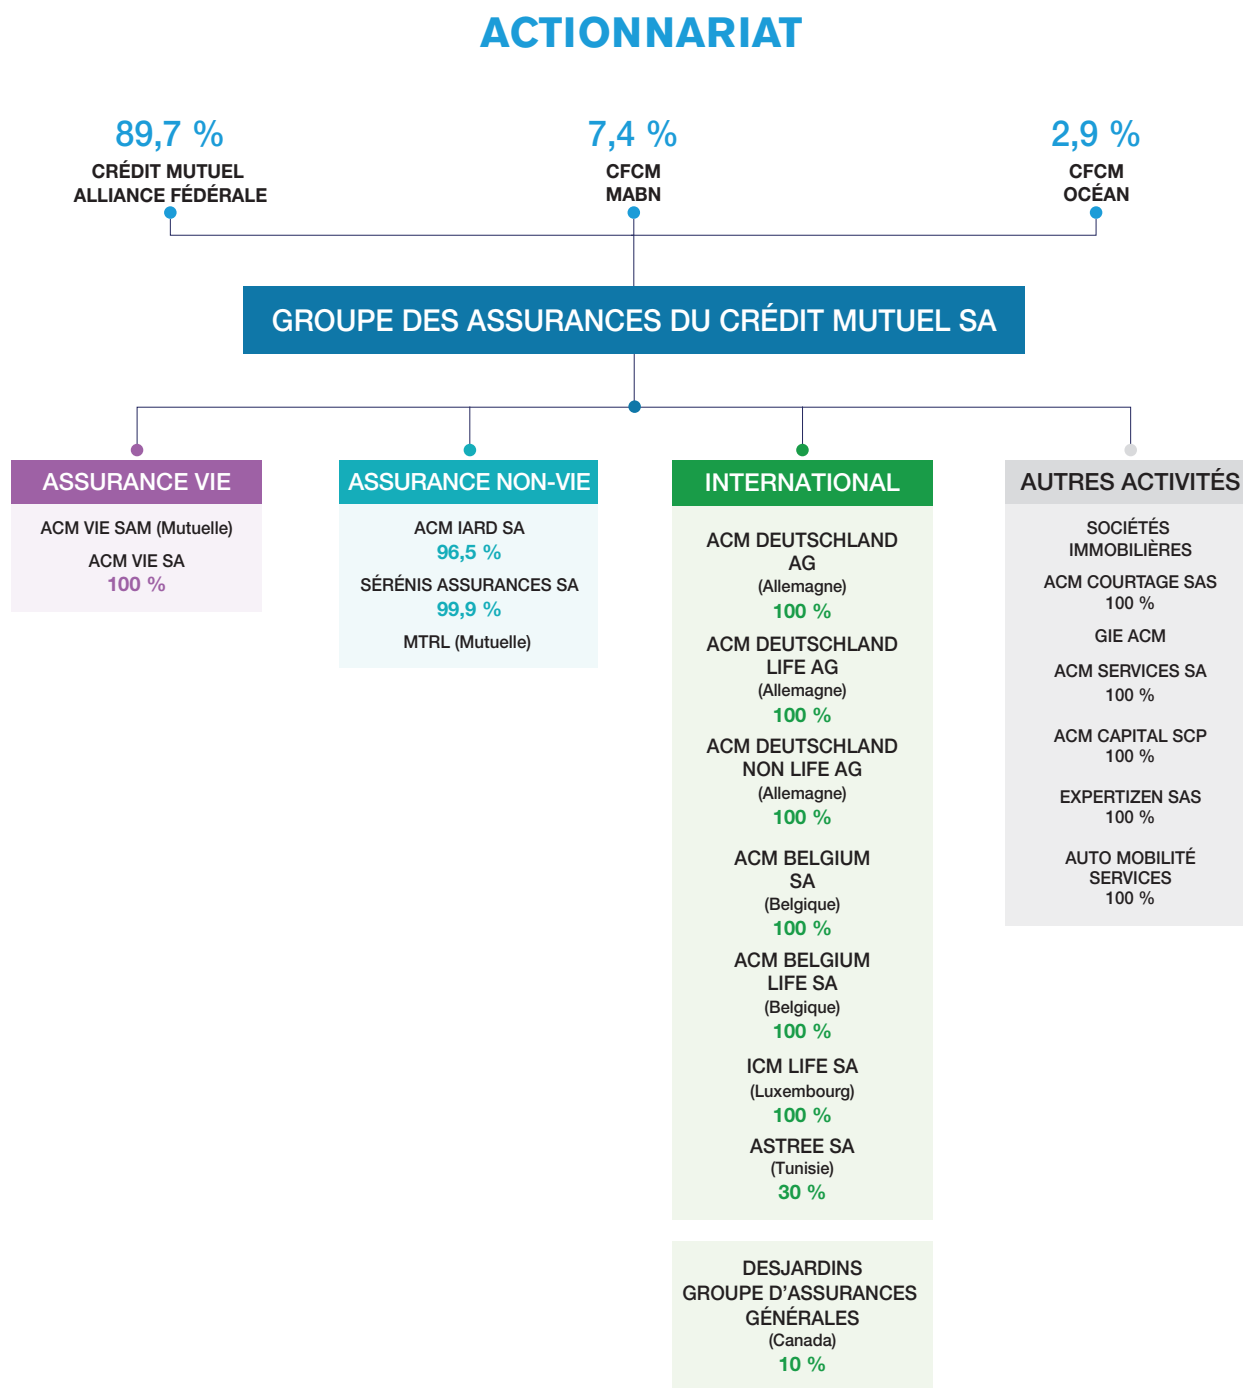 ACTIONNARIAT
89,7 %
CRÉDIT MUTUEL
ALLIANCE FÉDÉRALE
7,4 %
CFCM
MABN
2,9 %
CFCM
OCÉAN
GROUPE DES ASSURANCES DU CRÉDIT MUTUEL SA
ASSURANCE VIE
ACM VIE SAM (Mutuelle)
ACM VIE SA
100 %
ASSURANCE NON-VIE
ACM IARD SA
96,5 %
SÉRÉNIS ASSURANCES SA
99,9 %
MTRL (Mutuelle)
INTERNATIONAL
ACM DEUTSCHLAND
AG
(Allemagne)
100 %
ACM DEUTSCHLAND
LIFE AG
(Allemagne)
100 %
ACM DEUTSCHLAND
NON LIFE AG
(Allemagne)
100 %
ACM BELGIUM
SA
(Belgique)
100 %
ACM BELGIUM
LIFE SA
(Belgique)
100 %
ICM LIFE SA
(Luxembourg)
100 %
ASTREE SA
(Tunisie)
30 %
DESJARDINS
GROUPE D'ASSURANCES
GÉNÉRALES
(Canada)
10 %
AUTRES ACTIVITÉS
SOCIÉTÉS
IMMOBILIÈRES
ACM COURTAGE SAS
100 %
GIE ACM
ACM SERVICES SA
100 %
ACM CAPITAL SCP
100 %
EXPERTIZEN SAS
100 %
AUTO MOBILITÉ
SERVICES
100 %